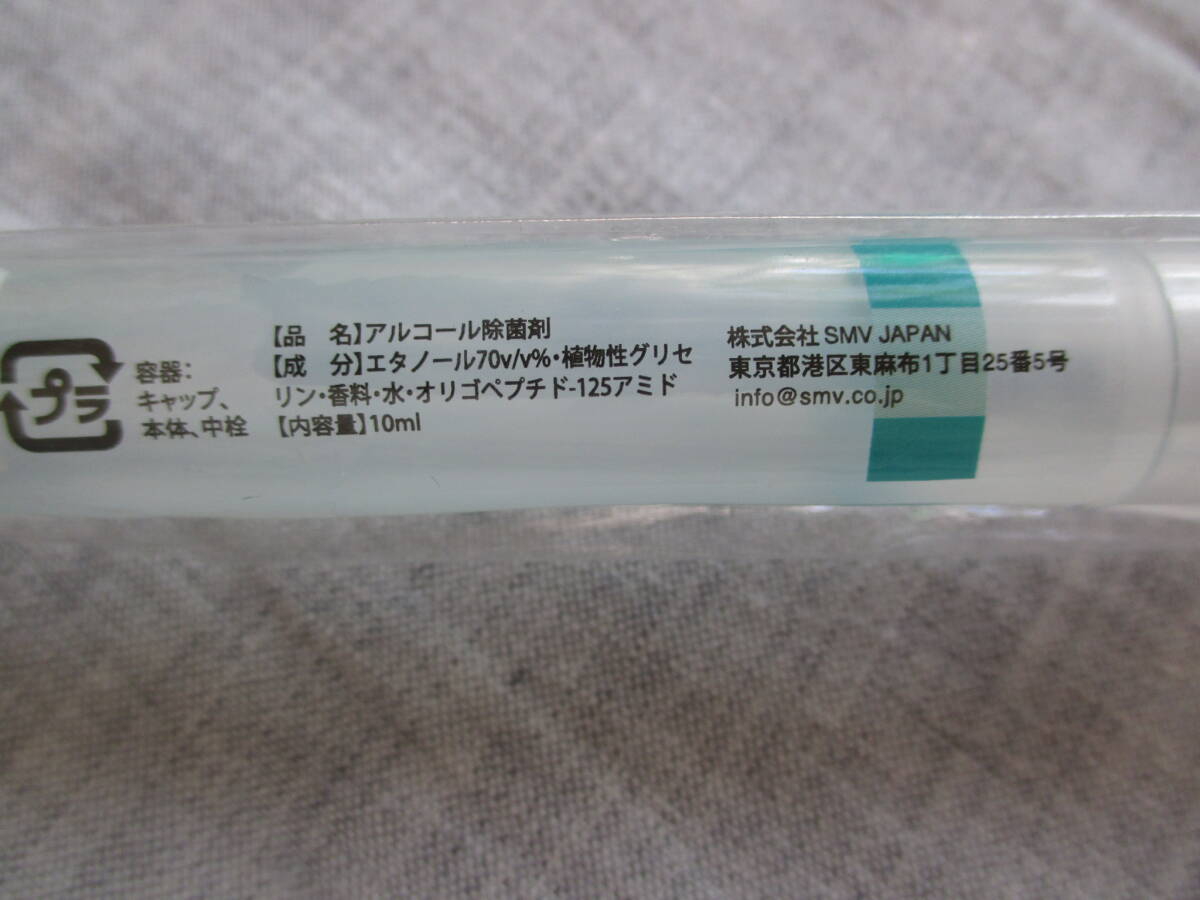 プラ
容器:
キャップ、
本体、中栓
【品　名】アルコール除菌剤
【成　分】エタノール70v/v%・植物性グリセ
リン・香料・水・オリゴペプチド-125アミド
【内容量】10ml
株式会社 SMV JAPAN
東京都港区東麻布1丁目25番5号
info@smv.co.jp